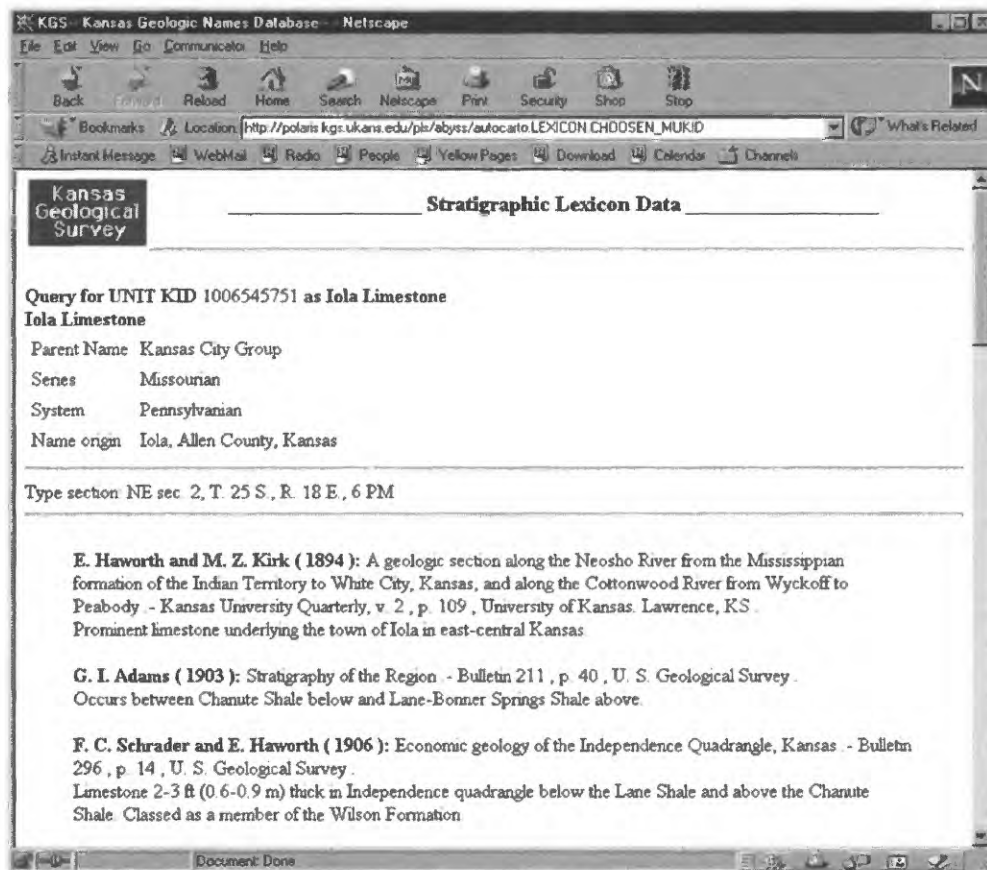 KGS - Kansas Geologic Names Database - Netscape
File Edit View Go Communicator Help
Back Forward Reload Home Search Netscape Print Security Shop Stop
Bookmarks Location: http://polaris.kgs.ukans.edu/pls/abyss/autocarto.LEXICON.CHOOSEN_MUKID What's Related
Instant Message WebMail Radio People Yellow Pages Download Calendar Channels
Kansas
Geological
Survey
Stratigraphic Lexicon Data
Query for UNIT KID 1006545751 as Iola Limestone
Iola Limestone
Parent Name Kansas City Group
Series Missourian
System Pennsylvanian
Name origin Iola, Allen County, Kansas
Type section: NE sec. 2, T. 25 S., R. 18 E., 6 PM
E. Haworth and M. Z. Kirk ( 1894 ): A geologic section along the Neosho River from the Mississippian
formation of the Indian Territory to White City, Kansas, and along the Cottonwood River from Wyckoff to
Peabody. - Kansas University Quarterly, v. 2 , p. 109 , University of Kansas. Lawrence, KS .
Prominent limestone underlying the town of Iola in east-central Kansas
G. I. Adams ( 1903 ): Stratigraphy of the Region. - Bulletin 211 , p. 40 , U. S. Geological Survey .
Occurs between Chanute Shale below and Lane-Bonner Springs Shale above.
F. C. Schrader and E. Haworth ( 1906 ): Economic geology of the Independence Quadrangle, Kansas. - Bulletin
296 , p. 14 , U. S. Geological Survey .
Limestone 2-3 ft (0.6-0.9 m) thick in Independence quadrangle below the Lane Shale and above the Chanute
Shale. Classed as a member of the Wilson Formation
Document: Done